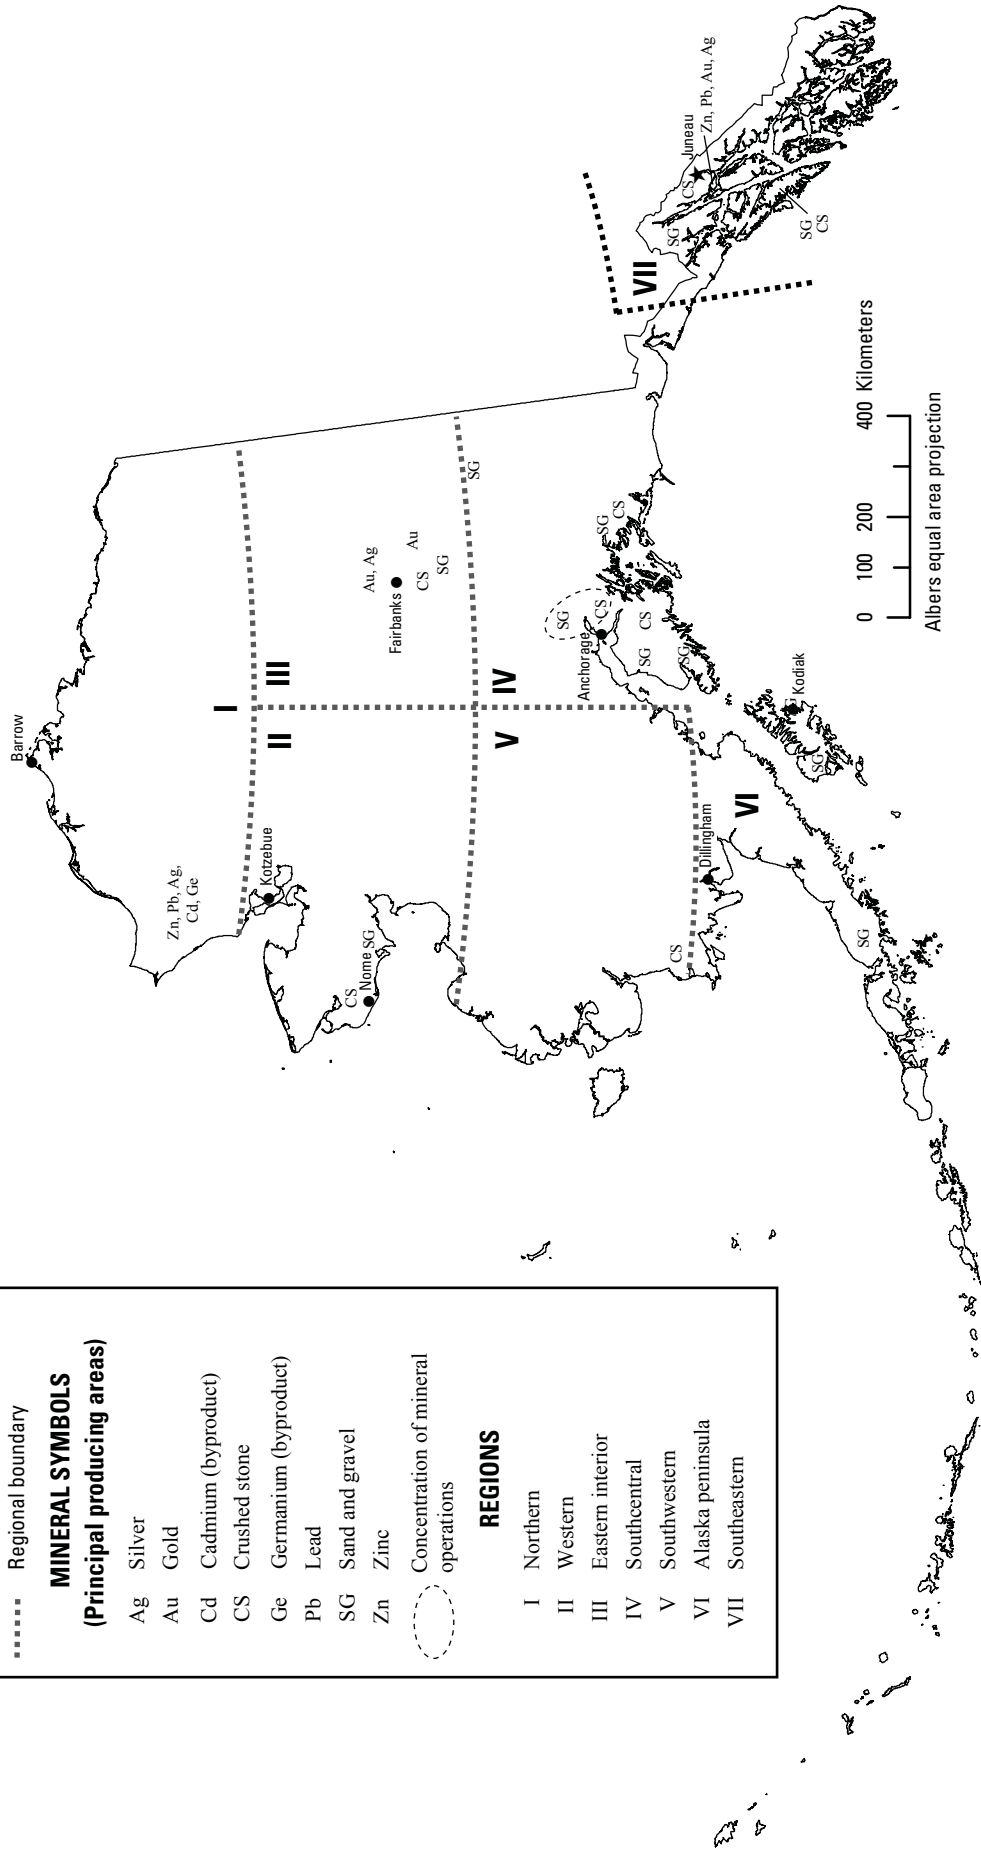 Regional boundary
MINERAL SYMBOLS
(Principal producing areas)
Ag Silver
Au Gold
Cd Cadmium (byproduct)
CS Crushed stone
Ge Germanium (byproduct)
Pb Lead
SG Sand and gravel
Zn Zinc
Concentration of mineral
operations
REGIONS
I Northern
II Western
III Eastern interior
IV Southcentral
V Southwestern
VI Alaska peninsula
VII Southeastern
Barrow
Zn, Pb, Ag,
Cd, Ge
I
Kotzebue
II
III
CS
Nome
SG
Au, Ag
Fairbanks
Au
CS
SG
V
IV
SG
SG
Anchorage
CS
SG
CS
CS
SG
SG
CS
Dillingham
VI
Kodiak
SG
SG
VII
SG
CS
Juneau
Zn, Pb, Au, Ag
SG
CS
0 100 200 400 Kilometers
Albers equal area projection